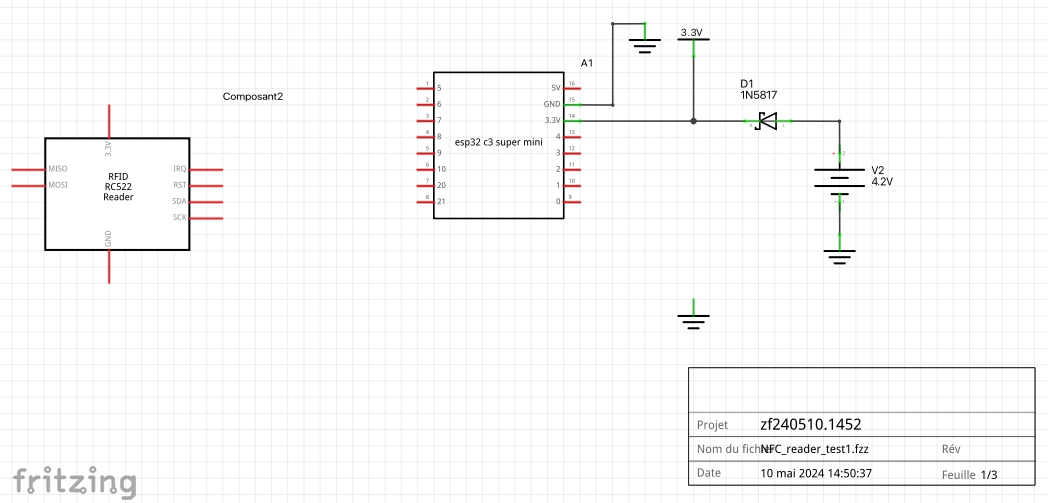 3.3V
A1
D1
1N5817
Composant2
1
5
5V
16
2
6
GND
15
3
7
3.3V
14
4
8
4
13
5
9
3
12
6
10
2
11
7
20
1
10
8
21
0
9
esp32 c3 super mini
3.3V
MISO
MOSI
RFID
RC522
Reader
IRQ
RST
SDA
SCK
GND
V2
4.2V
Projet
zf240510.1452
Nom du fichier
NFC_reader_test1.fzz
Rév
Date
10 mai 2024 14:50:37
Feuille 1/3
fritzing